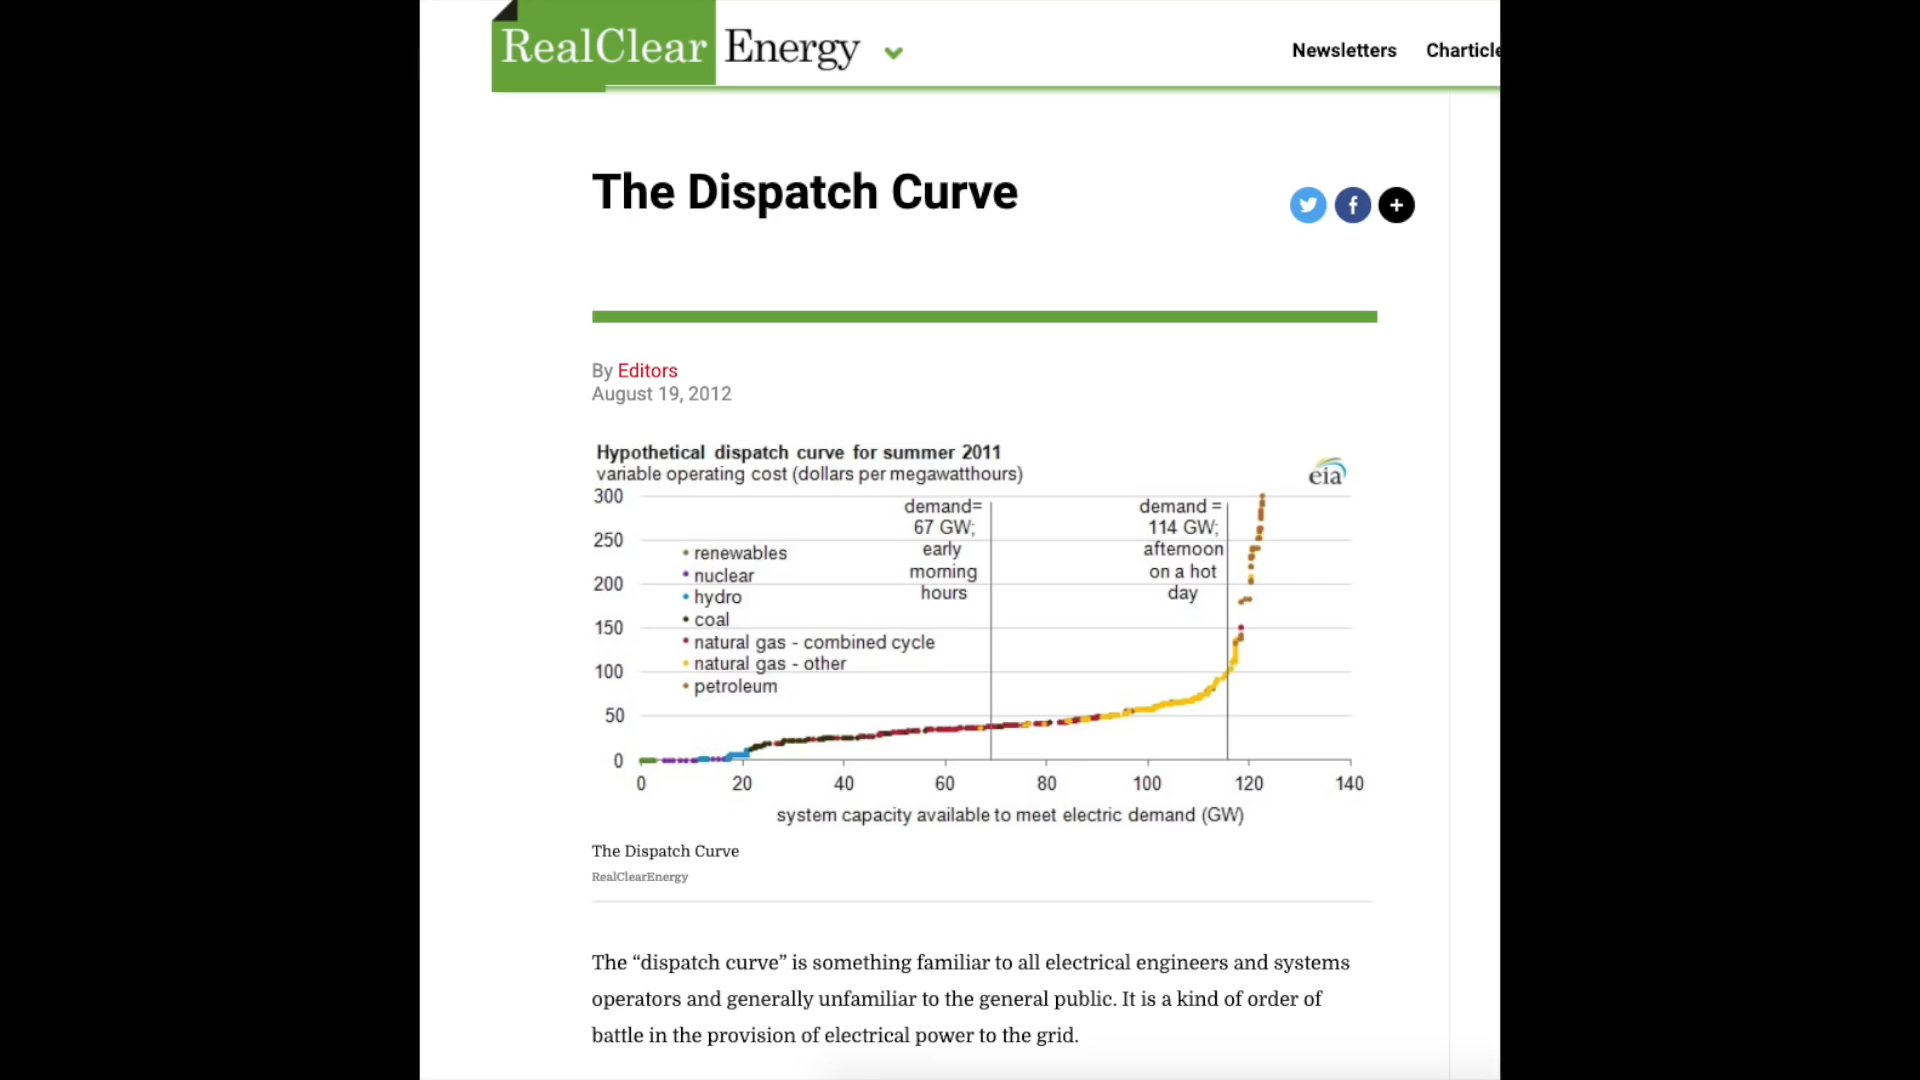 RealClear Energy
Newsletters
The Dispatch Curve
By Editors
August 19, 2012
Hypothetical dispatch curve for summer 2011
variable operating cost (dollars per megawatthours)
eia
300
250
200
150
100
50
0
demand=
67 GW;
early
morning
hours
demand =
114 GW;
afternoon
on a hot
day
renewables
nuclear
hydro
coal
natural gas - combined cycle
natural gas - other
petroleum
0 20 40 60 80 100 120 140
system capacity available to meet electric demand (GW)
The Dispatch Curve
RealClearEnergy
The “dispatch curve” is something familiar to all electrical engineers and systems
operators and generally unfamiliar to the general public. It is a kind of order of
battle in the provision of electrical power to the grid.